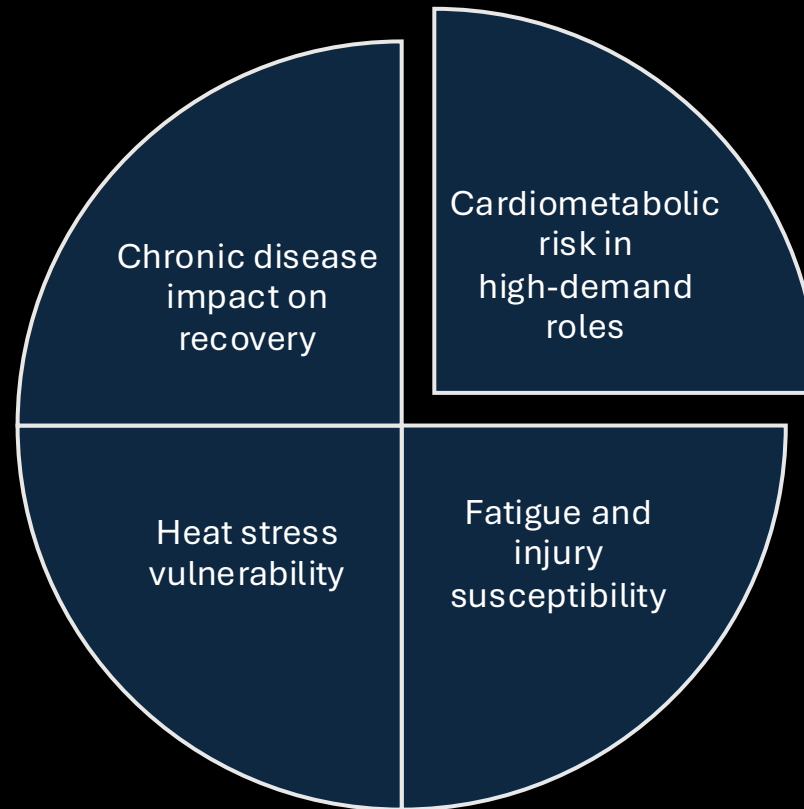 Chronic disease
impact on
recovery
Cardiometabolic
risk in
high-demand
roles
Heat stress
vulnerability
Fatigue and
injury
susceptibility